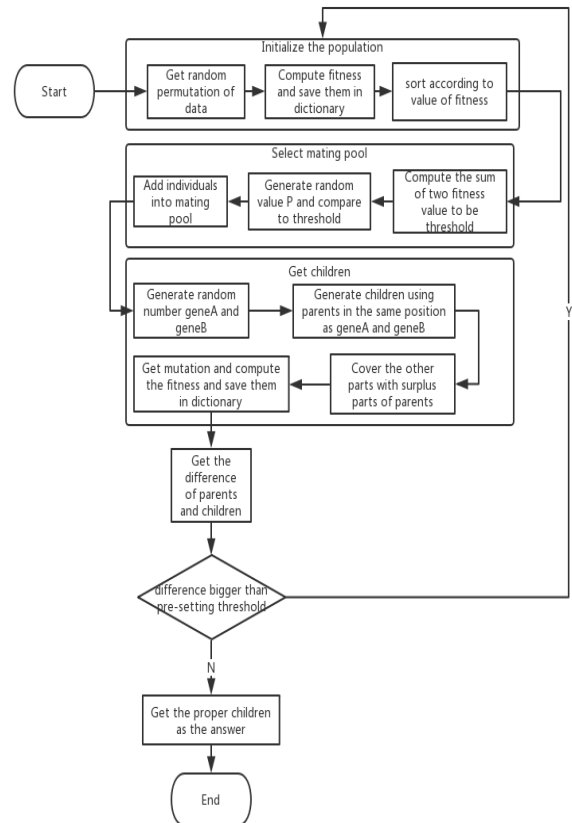 Initialize the population
Start
Get random
permutation of
data
Compute fitness
and save them in
dictionary
sort according to
value of fitness
Select mating pool
Add individuals
into mating
pool
Generate random
value P and compare
to threshold
Compute the sum
of two fitness
value to be
threshold
Get children
Generate random
number geneA and
geneB
Generate children using
parents in the same position
as geneA and geneB
Y
Get mutation and compute
the fitness and save them
in dictionary
Cover the other
parts with surplus
parts of parents
Get the
difference
of parents
and children
difference bigger than
pre-setting threshold
N
Get the proper children
as the answer
End